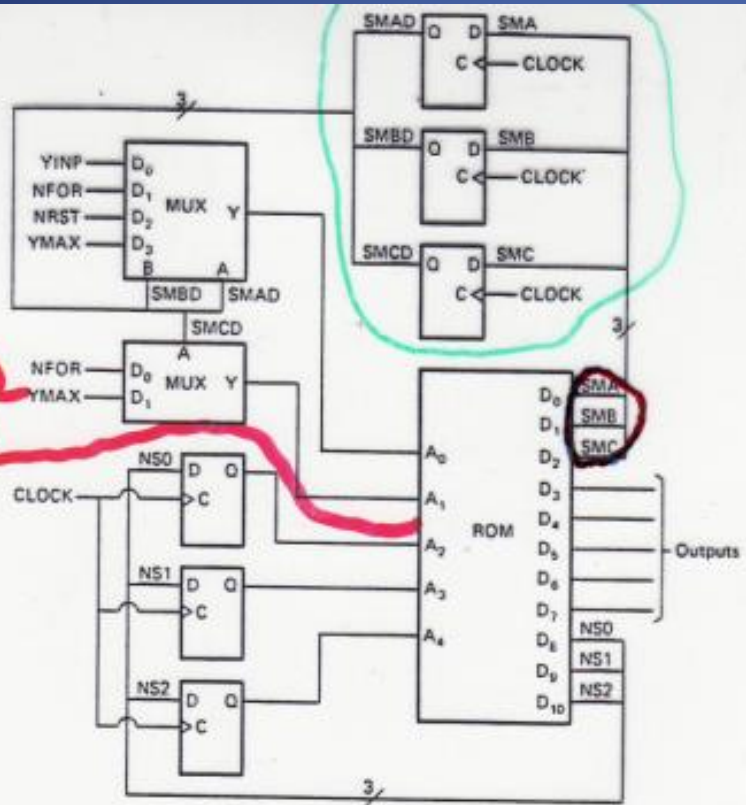 SMAD Q D SMA
C CLOCK
3
SMBD Q D SMB
C CLOCK
SMCD Q D SMC
C CLOCK
3
YINP D0
NFOR D1 MUX Y
NRST D2
YMAX D3
B A
SMBD SMAD
SMCD
A
NFOR D0 MUX Y
YMAX D1
NS0 D Q
CLOCK C
NS1 D Q
C
NS2 D Q
C
3
ROM
A0
A1
A2
A3
A4
D0 SMA
D1 SMB
D2 SMC
D3
D4
D5 Outputs
D6
D7
D8 NS0
D9 NS1
D10 NS2